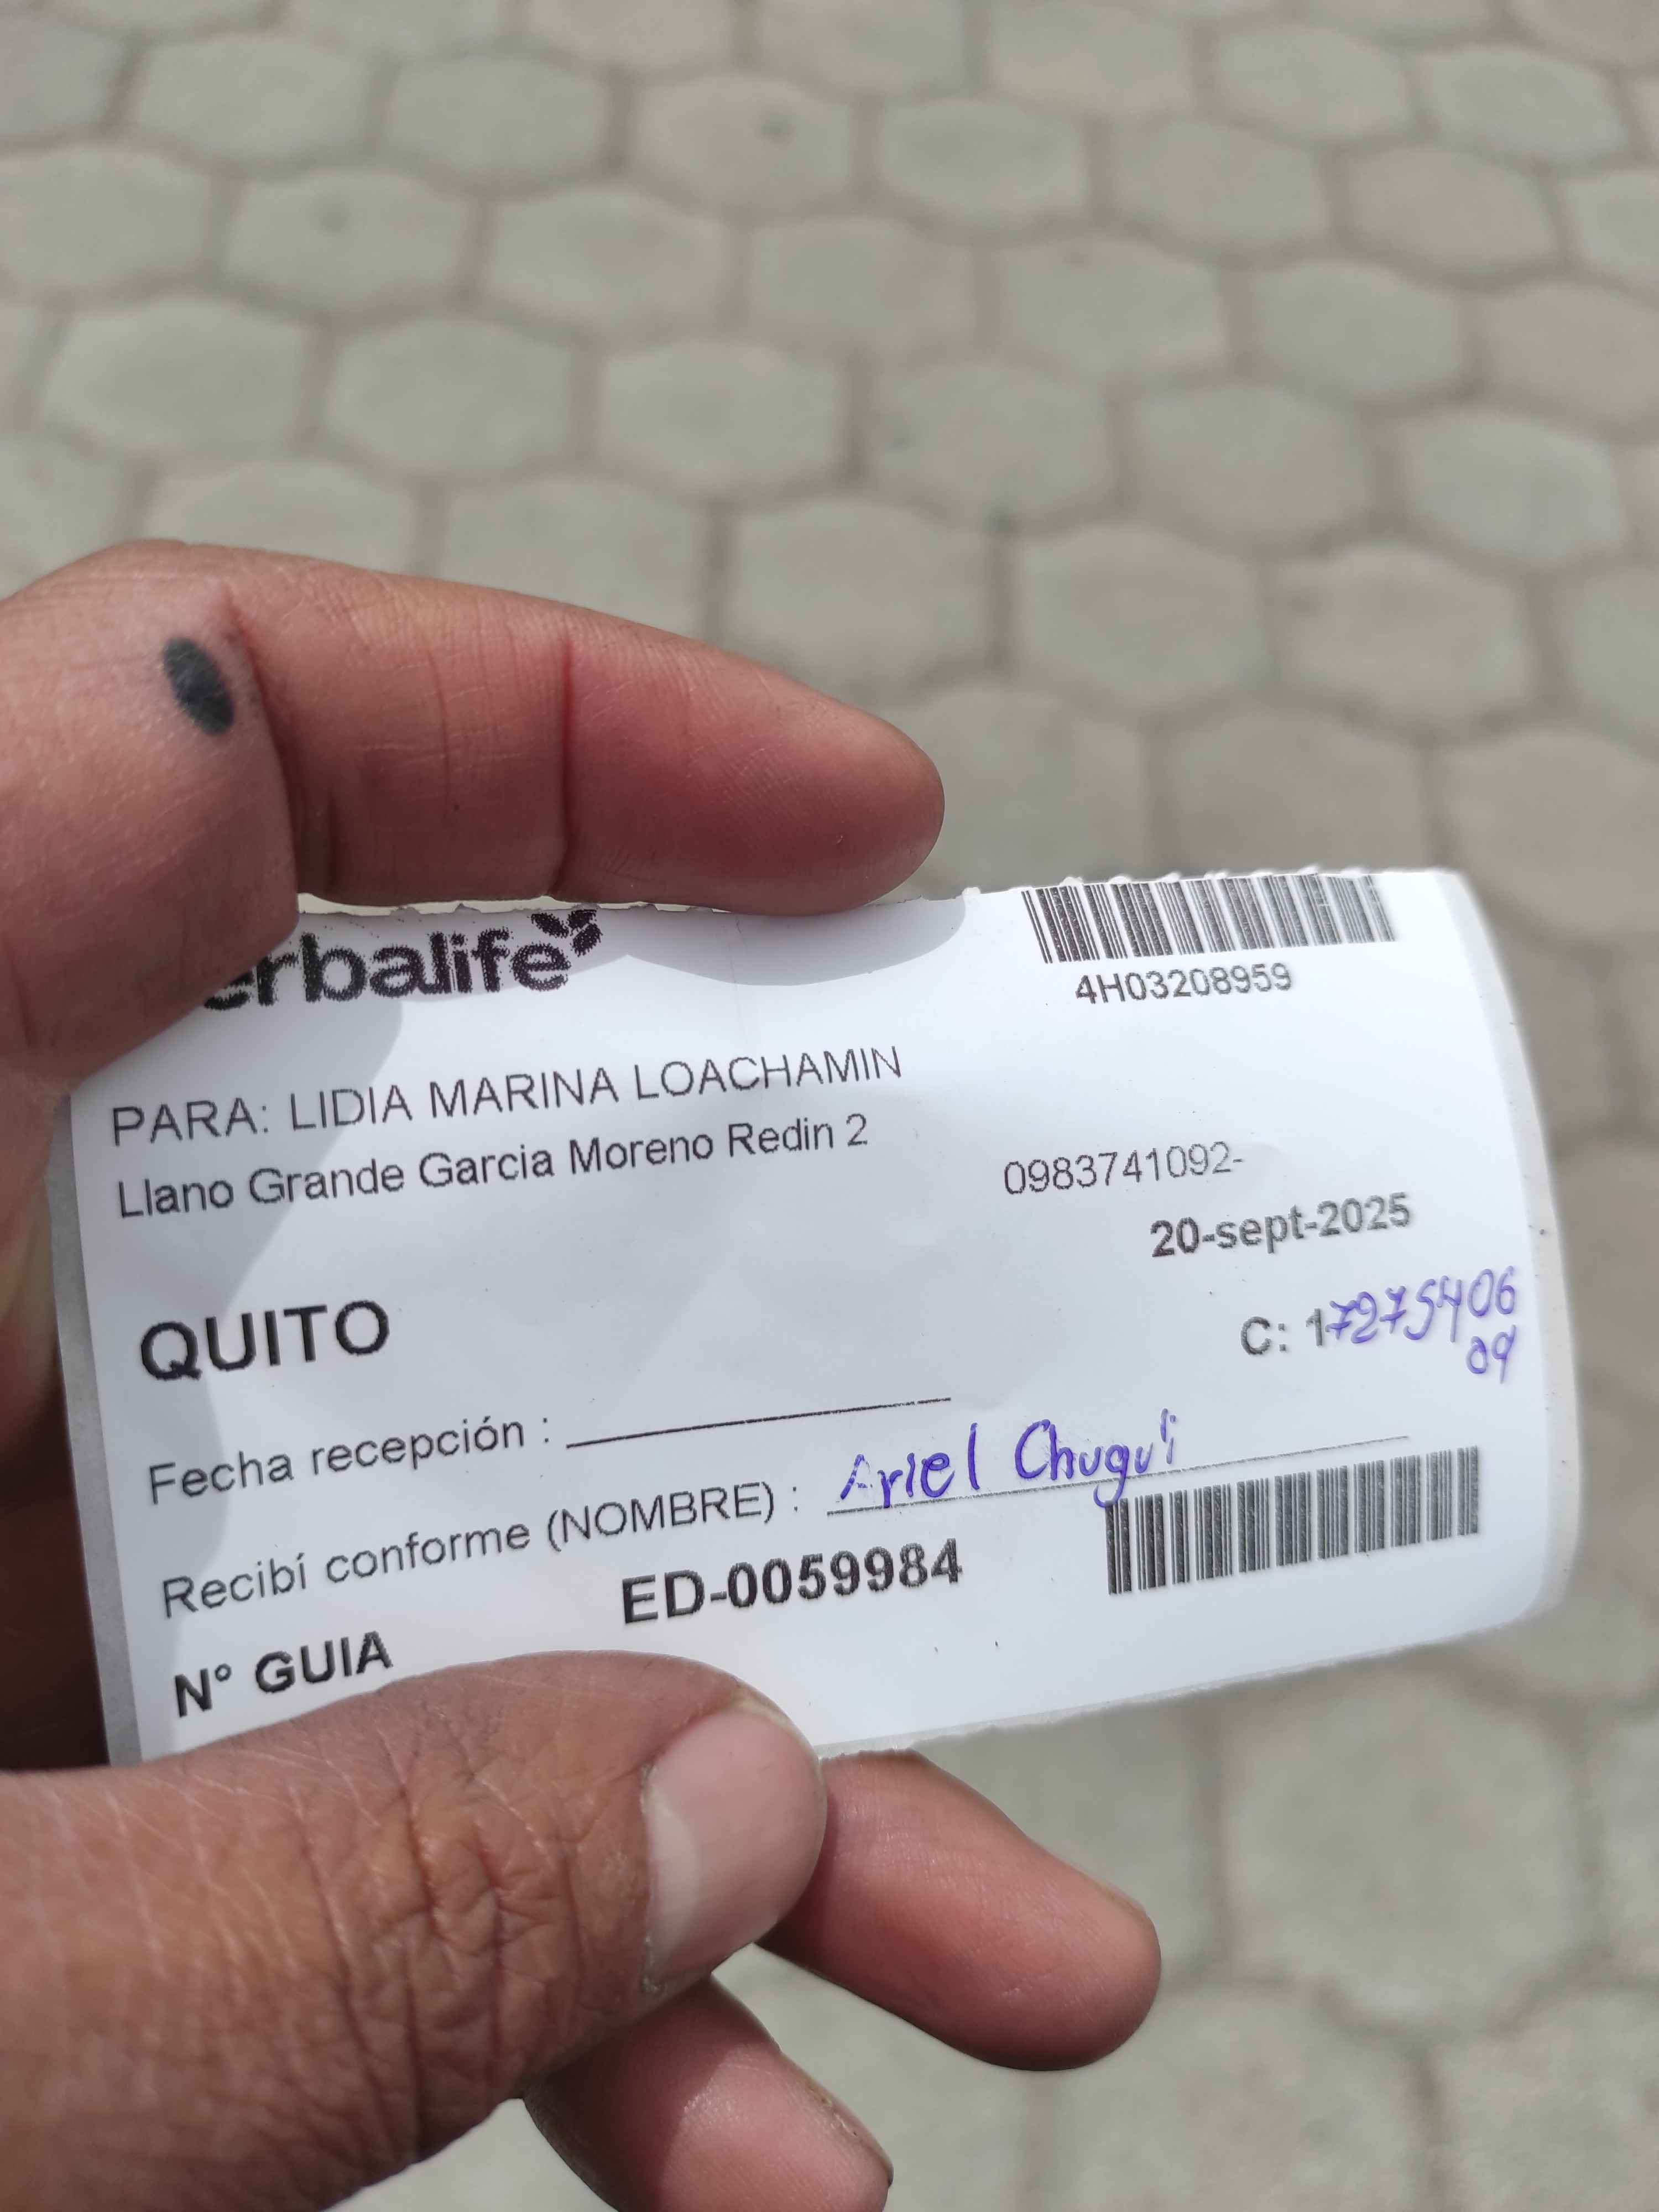 erbalife
4H03208959
PARA: LIDIA MARINA LOACHAMIN
Llano Grande Garcia Moreno Redin 2
0983741092-
20-sept-2025
QUITO
C: 1727540609
Fecha recepción :
Recibí conforme (NOMBRE) : Ariel Chugui
N° GUIA ED-0059984